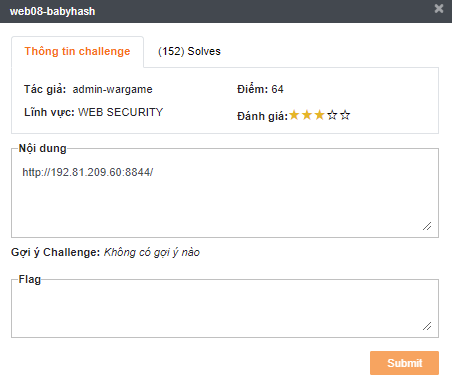 web08-babyhash
Thông tin challenge (152) Solves
Tác giả: admin-wargame Điểm: 64
Lĩnh vực: WEB SECURITY Đánh giá:
Nội dung
http://192.81.209.60:8844/
Gợi ý Challenge: Không có gợi ý nào
Flag
Submit